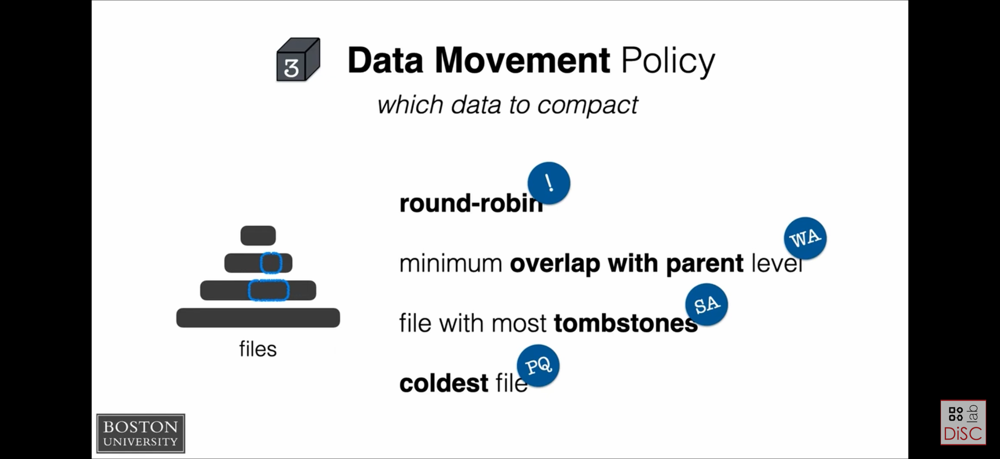 3
Data Movement Policy
which data to compact
!
round-robin
WA
minimum overlap with parent level
SA
file with most tombstones
PQ
coldest file
files
BOSTON
UNIVERSITY
lab
DiSC